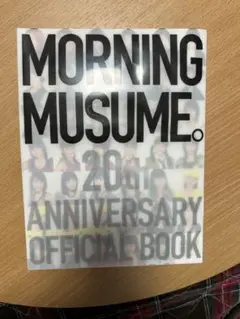 MORNING
MUSUME。
20th
ANNIVERSARY
OFFICIAL BOOK